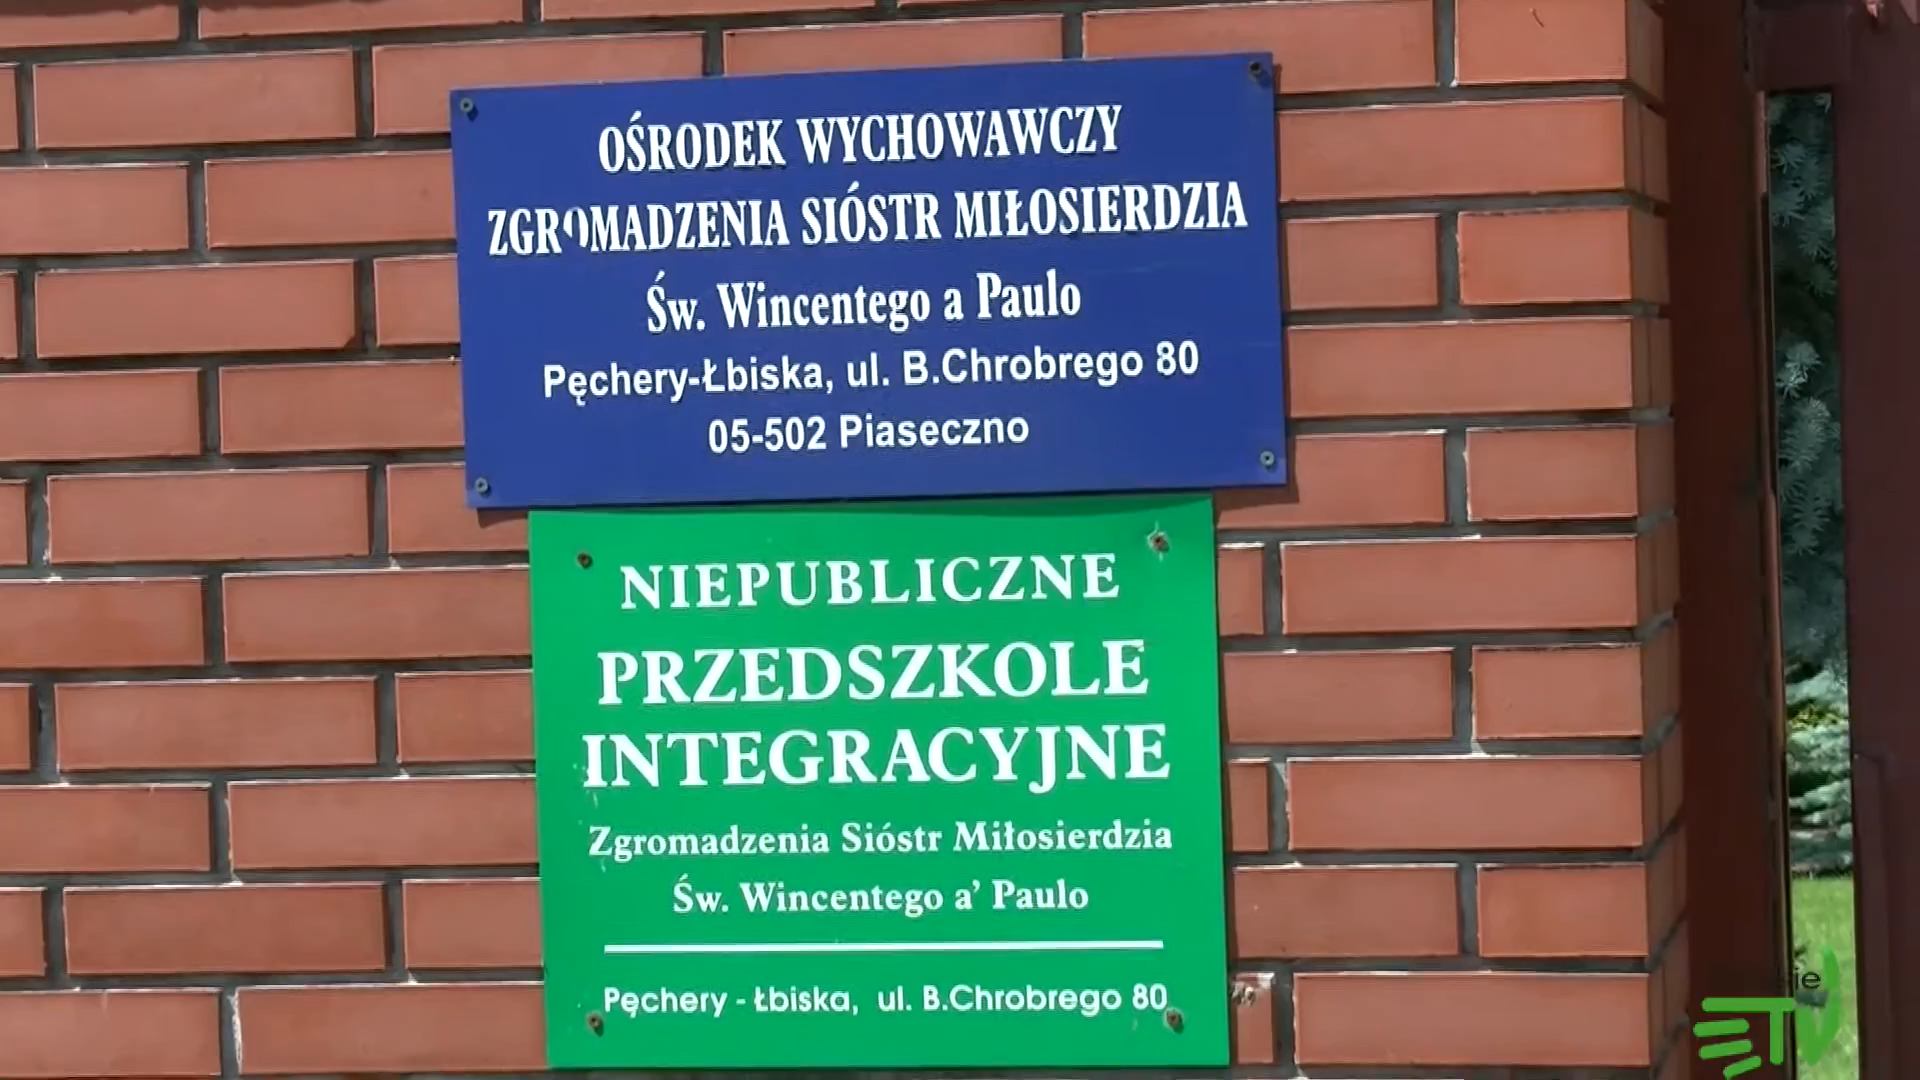 OŚRODEK WYCHOWAWCZY
ZGROMADZENIA SIÓSTR MIŁOSIERDZIA
Św. Wincentego a Paulo
Pęchery-Łbiska, ul. B.Chrobrego 80
05-502 Piaseczno
NIEPUBLICZNE
PRZEDSZKOLE
INTEGRACYJNE
Zgromadzenia Sióstr Miłosierdzia
Św. Wincentego a' Paulo
Pęchery - Łbiska, ul. B.Chrobrego 80
TV